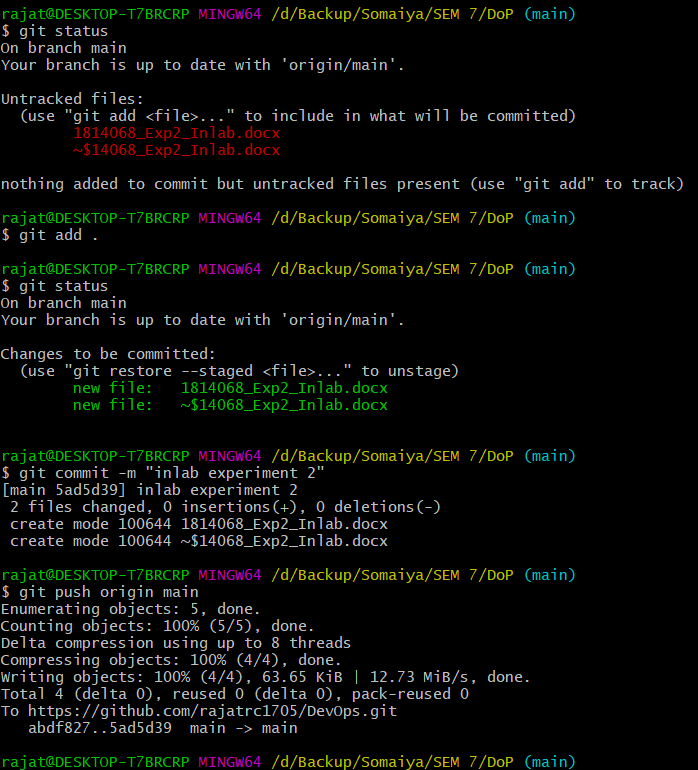 rajat@DESKTOP-T7BRCRP MINGW64 /d/Backup/Somaiya/SEM 7/DoP (main)
$ git status
On branch main
Your branch is up to date with 'origin/main'.
Untracked files:
  (use "git add <file>..." to include in what will be committed)
        1814068_Exp2_Inlab.docx
        ~$14068_Exp2_Inlab.docx
nothing added to commit but untracked files present (use "git add" to track)
rajat@DESKTOP-T7BRCRP MINGW64 /d/Backup/Somaiya/SEM 7/DoP (main)
$ git add .
rajat@DESKTOP-T7BRCRP MINGW64 /d/Backup/Somaiya/SEM 7/DoP (main)
$ git status
On branch main
Your branch is up to date with 'origin/main'.
Changes to be committed:
  (use "git restore --staged <file>..." to unstage)
        new file:   1814068_Exp2_Inlab.docx
        new file:   ~$14068_Exp2_Inlab.docx
rajat@DESKTOP-T7BRCRP MINGW64 /d/Backup/Somaiya/SEM 7/DoP (main)
$ git commit -m "inlab experiment 2"
[main 5ad5d39] inlab experiment 2
 2 files changed, 0 insertions(+), 0 deletions(-)
 create mode 100644 1814068_Exp2_Inlab.docx
 create mode 100644 ~$14068_Exp2_Inlab.docx
rajat@DESKTOP-T7BRCRP MINGW64 /d/Backup/Somaiya/SEM 7/DoP (main)
$ git push origin main
Enumerating objects: 5, done.
Counting objects: 100% (5/5), done.
Delta compression using up to 8 threads
Compressing objects: 100% (4/4), done.
Writing objects: 100% (4/4), 63.65 KiB | 12.73 MiB/s, done.
Total 4 (delta 0), reused 0 (delta 0), pack-reused 0
To https://github.com/rajatrc1705/DevOps.git
   abdf827..5ad5d39  main -> main
rajat@DESKTOP-T7BRCRP MINGW64 /d/Backup/Somaiya/SEM 7/DoP (main)